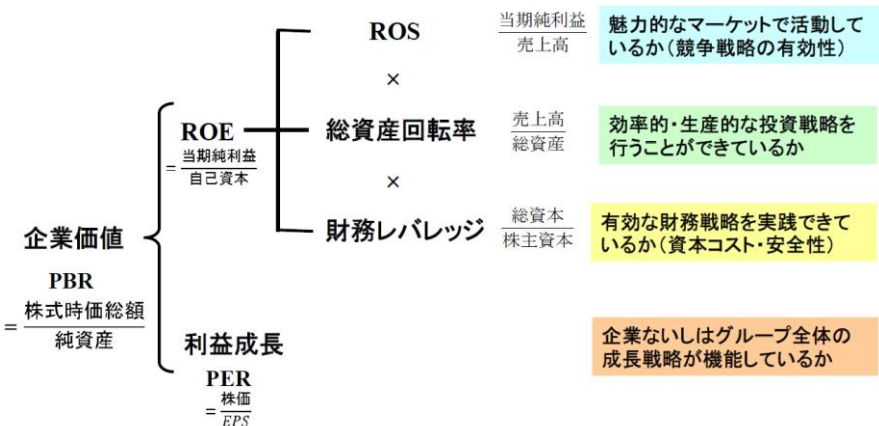 ROS
当期純利益
売上高
魅力的なマーケットで活動して
いるか(競争戦略の有効性)
×
ROE
= 当期純利益
自己資本
総資産回転率
売上高
総資産
効率的・生産的な投資戦略を
行うことができているか
×
財務レバレッジ
総資本
株主資本
有効な財務戦略を実践できて
いるか(資本コスト・安全性)
企業価値
PBR
= 株式時価総額
純資産
利益成長
PER
= 株価
EPS
企業ないしはグループ全体の
成長戦略が機能しているか